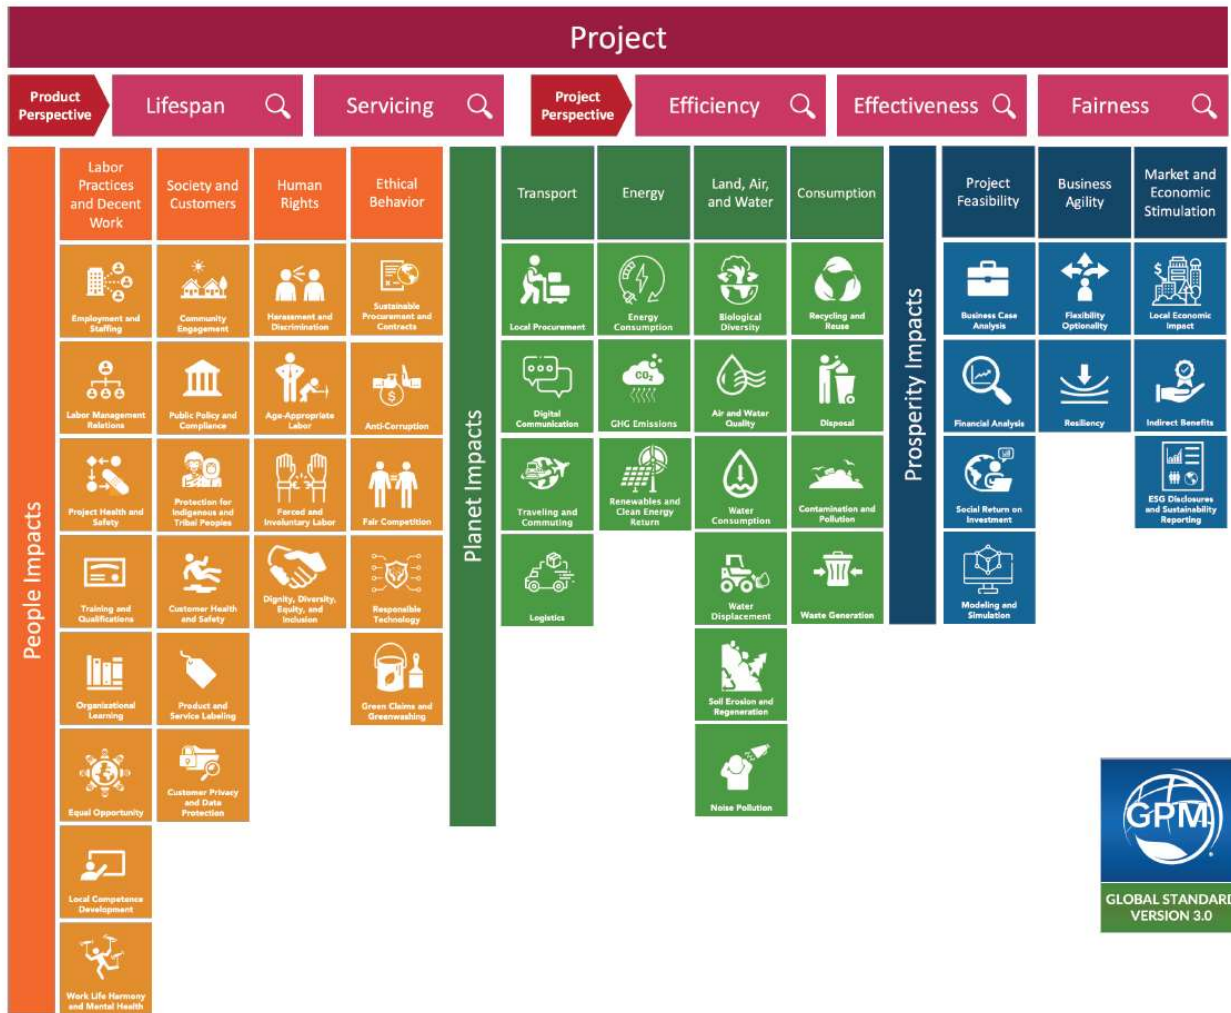 Project
Product
Perspective
Lifespan
Servicing
Project
Perspective
Efficiency
Effectiveness
Fairness
People Impacts
Labor
Practices
and Decent
Work
Employment and
Staffing
Labor Management
Relations
Project Health and
Safety
Training and
Qualifications
Organizational
Learning
Equal Opportunity
Local Competence
Development
Work Life Harmony
and Mental Health
Society and
Customers
Community
Engagement
Public Policy and
Compliance
Protection for
Indigenous and
Tribal Peoples
Customer Health
and Safety
Product and
Service Labeling
Customer Privacy
and Data
Protection
Human
Rights
Harassment and
Discrimination
Age-Appropriate
Labor
Forced and
Involuntary Labor
Dignity, Diversity,
Equity, and
Inclusion
Ethical
Behavior
Sustainable
Procurement and
Contracts
Anti-Corruption
Fair Competition
Responsible
Technology
Green Claims and
Greenwashing
Planet Impacts
Transport
Local Procurement
Digital
Communication
Traveling and
Commuting
Logistics
Energy
Energy
Consumption
CO₂
GHG Emissions
Renewables and
Clean Energy
Return
Land, Air,
and Water
Biological
Diversity
Air and Water
Quality
Water
Consumption
Water
Displacement
Soil Erosion and
Regeneration
Noise Pollution
Consumption
Recycling and
Reuse
Disposal
Contamination and
Pollution
Waste Generation
Prosperity Impacts
Project
Feasibility
Business Case
Analysis
Financial Analysis
Social Return on
Investment
Modeling and
Simulation
Business
Agility
Flexibility
Optionality
Resiliency
Market and
Economic
Stimulation
Local Economic
Impact
Indirect Benefits
ESG Disclosures
and Sustainability
Reporting
GPM
GLOBAL STANDARD
VERSION 3.0